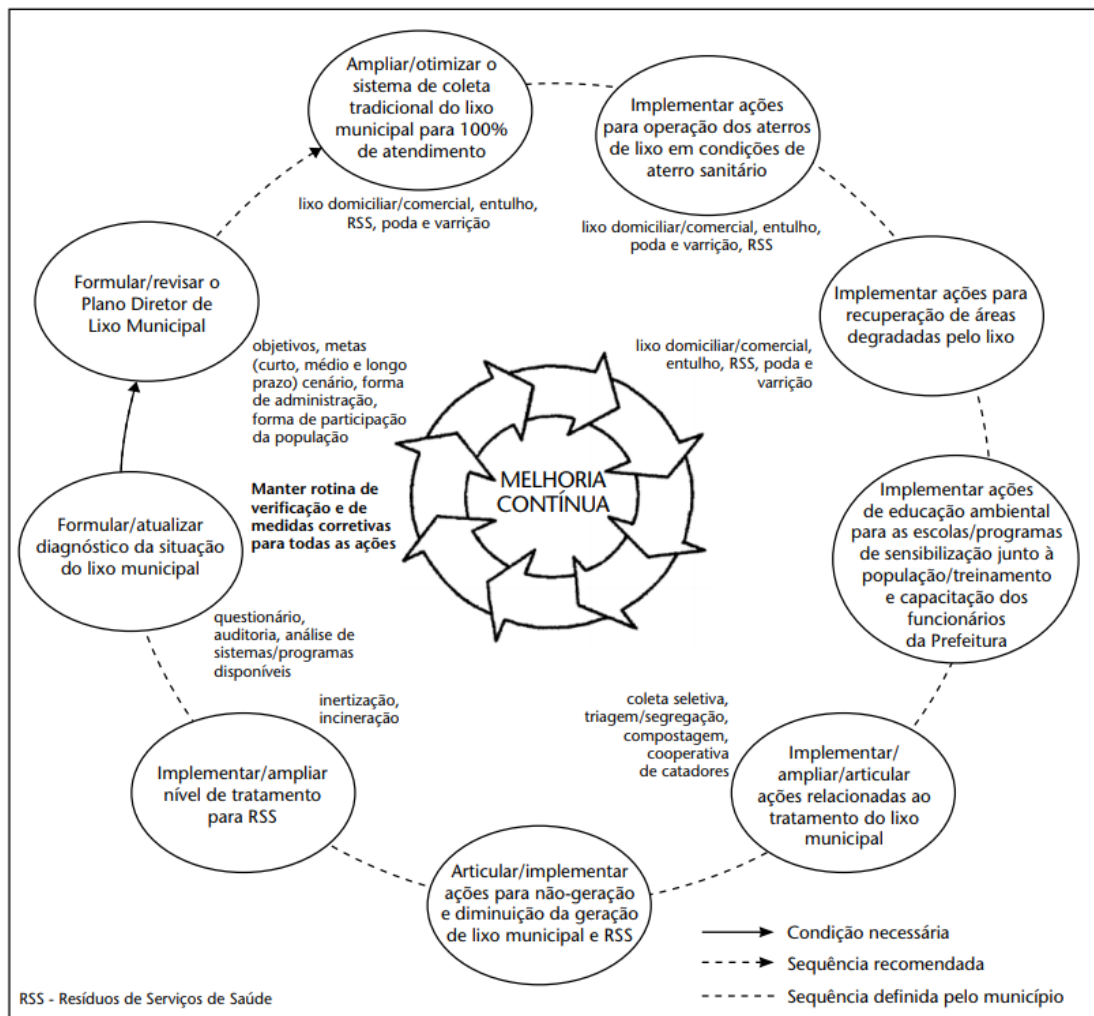 Ampliar/otimizar o
sistema de coleta
tradicional do lixo
municipal para 100%
de atendimento
lixo domiciliar/comercial, entulho,
RSS, poda e varrição
Implementar ações
para operação dos aterros
de lixo em condições de
aterro sanitário
lixo domiciliar/comercial, entulho,
poda e varrição, RSS
Formular/revisar o
Plano Diretor de
Lixo Municipal
objetivos, metas
(curto, médio e longo
prazo) cenário, forma
de administração,
forma de participação
da população
Implementar ações para
recuperação de áreas
degradadas pelo lixo
lixo domiciliar/comercial,
entulho, RSS, poda e
varrição
MELHORIA
CONTÍNUA
Manter rotina de
verificação e de
medidas corretivas
para todas as ações
Formular/atualizar
diagnóstico da situação
do lixo municipal
questionário,
auditoria, análise de
sistemas/programas
disponíveis
Implementar ações
de educação ambiental
para as escolas/programas
de sensibilização junto à
população/treinamento
e capacitação dos
funcionários
da Prefeitura
inertização,
incineração
Implementar/ampliar
nível de tratamento
para RSS
coleta seletiva,
triagem/segregação,
compostagem,
cooperativa
de catadores
Implementar/
ampliar/articular
ações relacionadas ao
tratamento do lixo
municipal
Articular/implementar
ações para não-geração
e diminuição da geração
de lixo municipal e RSS
Condição necessária
Sequência recomendada
Sequência definida pelo município
RSS - Resíduos de Serviços de Saúde